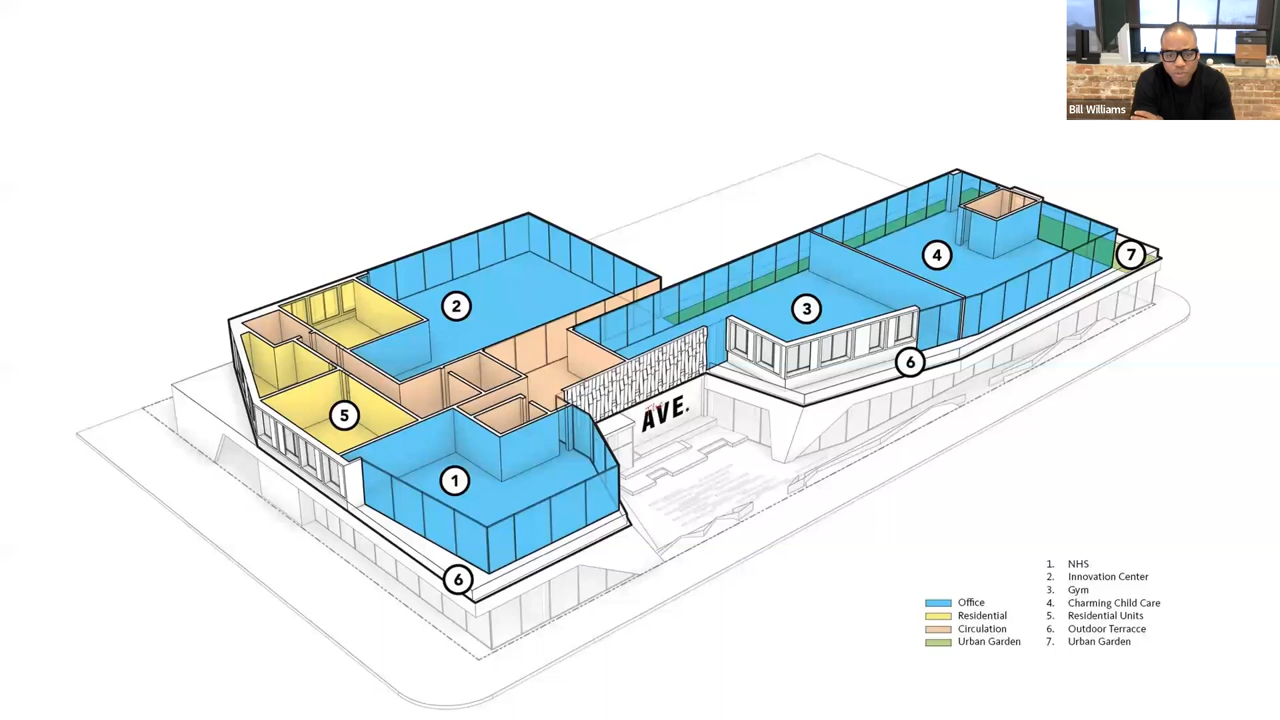 Bill Williams
4
7
2
3
6
AVE.
5
1
6
Office
Residential
Circulation
Urban Garden
1. NHS
2. Innovation Center
3. Gym
4. Charming Child Care
5. Residential Units
6. Outdoor Terracce
7. Urban Garden